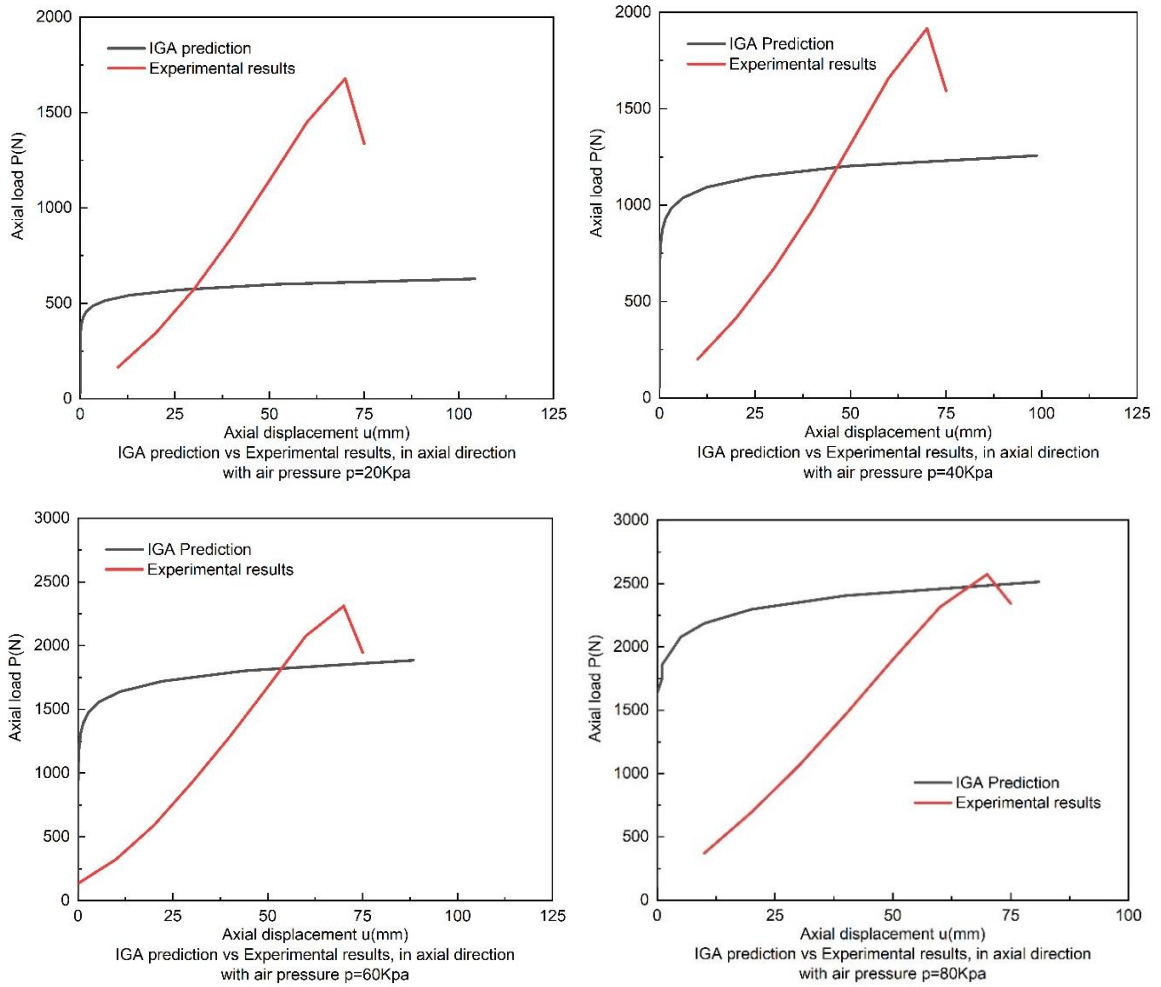 2000
1500
1000
500
0
Axial load P(N)
IGA prediction
Experimental results
0 25 50 75 100 125
Axial displacement u(mm)
IGA prediction vs Experimental results, in axial direction
with air pressure p=20Kpa
2000
1500
1000
500
0
Axial load P(N)
IGA Prediction
Experimental results
0 25 50 75 100 125
Axial displacement u(mm)
IGA prediction vs Experimental results, in axial direction
with air pressure p=40Kpa
3000
2500
2000
1500
1000
500
0
Axial load P(N)
IGA Prediction
Experimental results
0 25 50 75 100 125
Axial displacement u(mm)
IGA prediction vs Experimental results, in axial direction
with air pressure p=60Kpa
3000
2500
2000
1500
1000
500
0
Axial load P(N)
IGA Prediction
Experimental results
0 25 50 75 100
Axial displacement u(mm)
IGA prediction vs Experimental results, in axial direction
with air pressure p=80Kpa